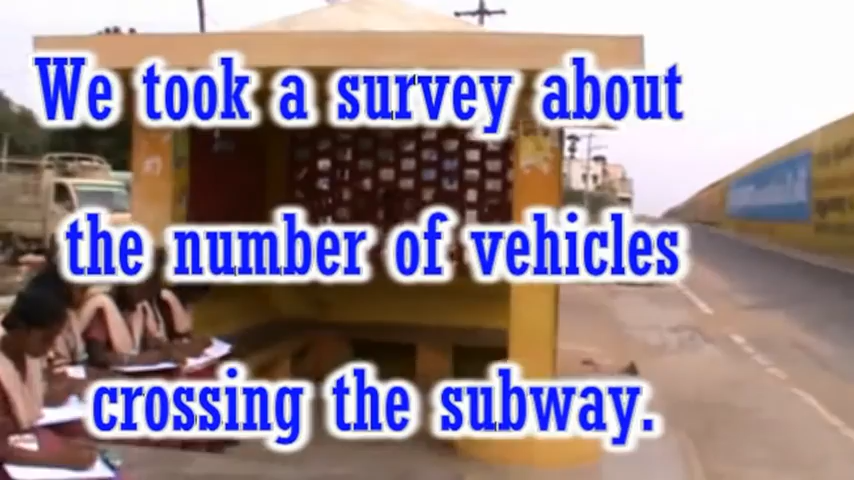 We took a survey about
the number of vehicles
crossing the subway.